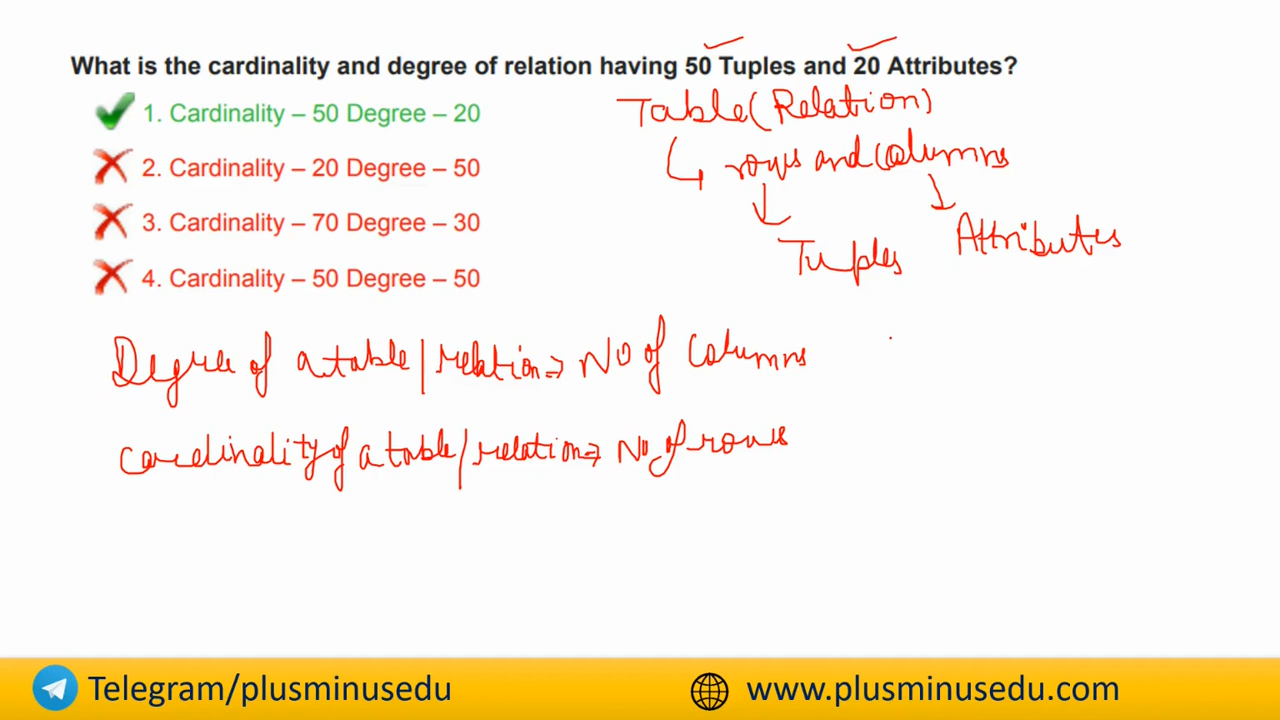 What is the cardinality and degree of relation having 50 Tuples and 20 Attributes?
1. Cardinality – 50 Degree – 20
2. Cardinality – 20 Degree – 50
3. Cardinality – 70 Degree – 30
4. Cardinality – 50 Degree – 50
Table (Relation)
rows and columns
Tuples
Attributes
Degree of a table/relation => No of columns
cardinality of a table/relation => No. of rows
Telegram/plusminusedu
www.plusminusedu.com